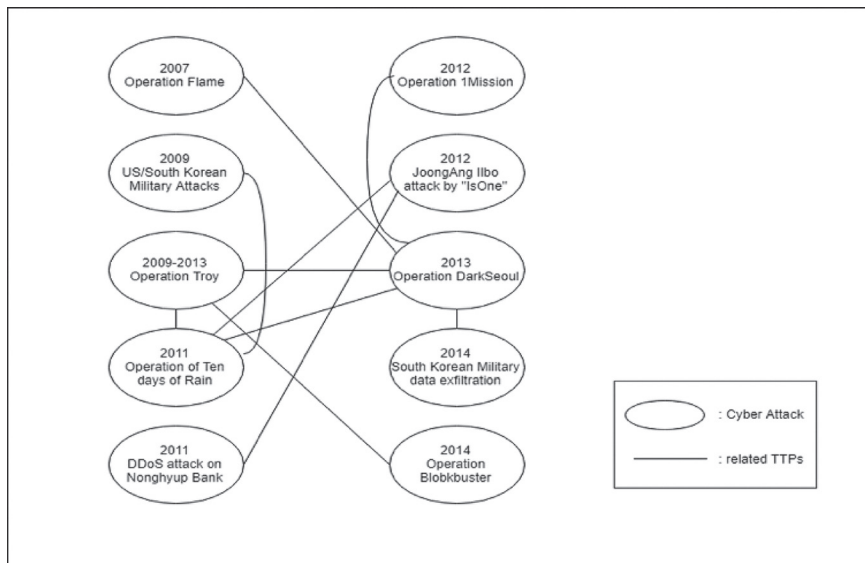 2007
Operation Flame
2009
US/South Korean
Military Attacks
2009-2013
Operation Troy
2011
Operation of Ten
days of Rain
2011
DDoS attack on
Nonghyup Bank
2012
Operation 1Mission
2012
JoongAng Ilbo
attack by "IsOne"
2013
Operation DarkSeoul
2014
South Korean Military
data exfiltration
2014
Operation
Blobkbuster
: Cyber Attack
: related TTPs